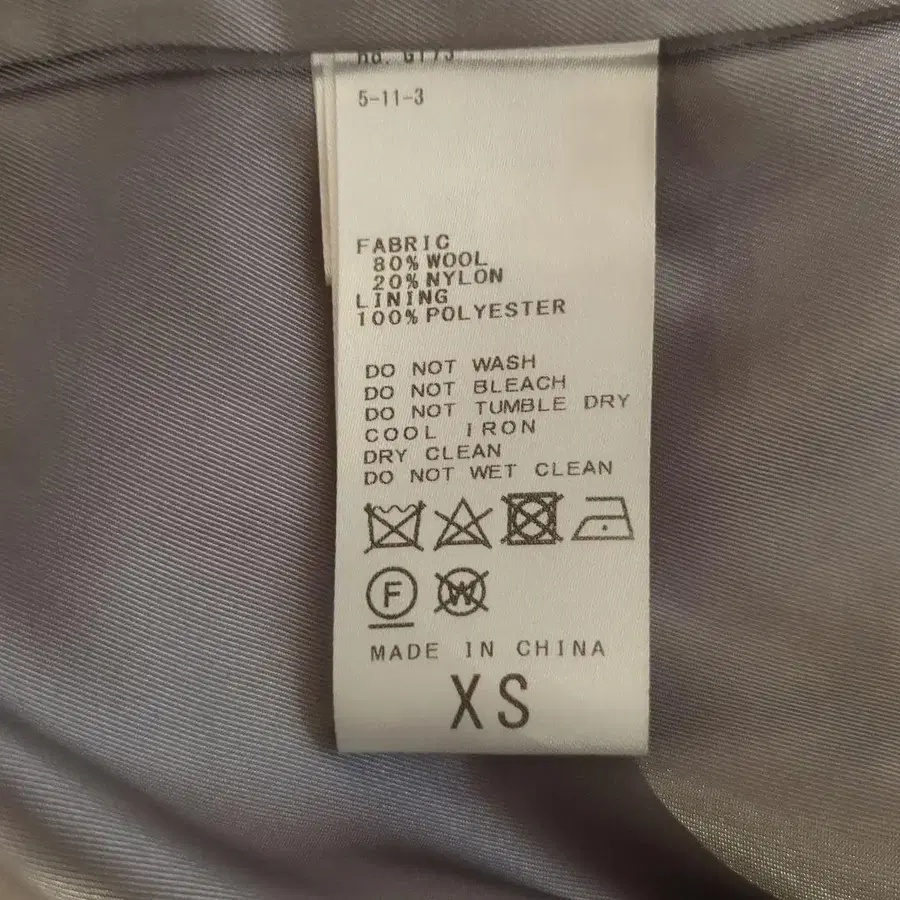 5-11-3
FABRIC
80%WOOL
20%NYLON
LINING
100%POLYESTER
DO NOT WASH
DO NOT BLEACH
DO NOT TUMBLE DRY
COOL IRON
DRY CLEAN
DO NOT WET CLEAN
F W
MADE IN CHINA
XS